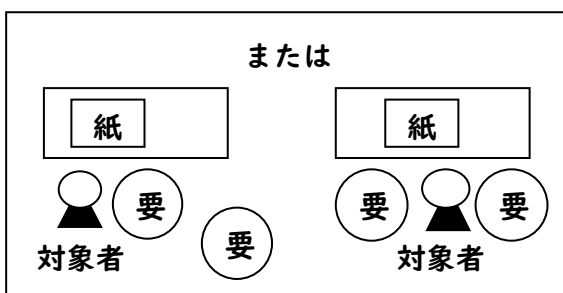 または
紙 紙
要 要 要
要
対象者 対象者